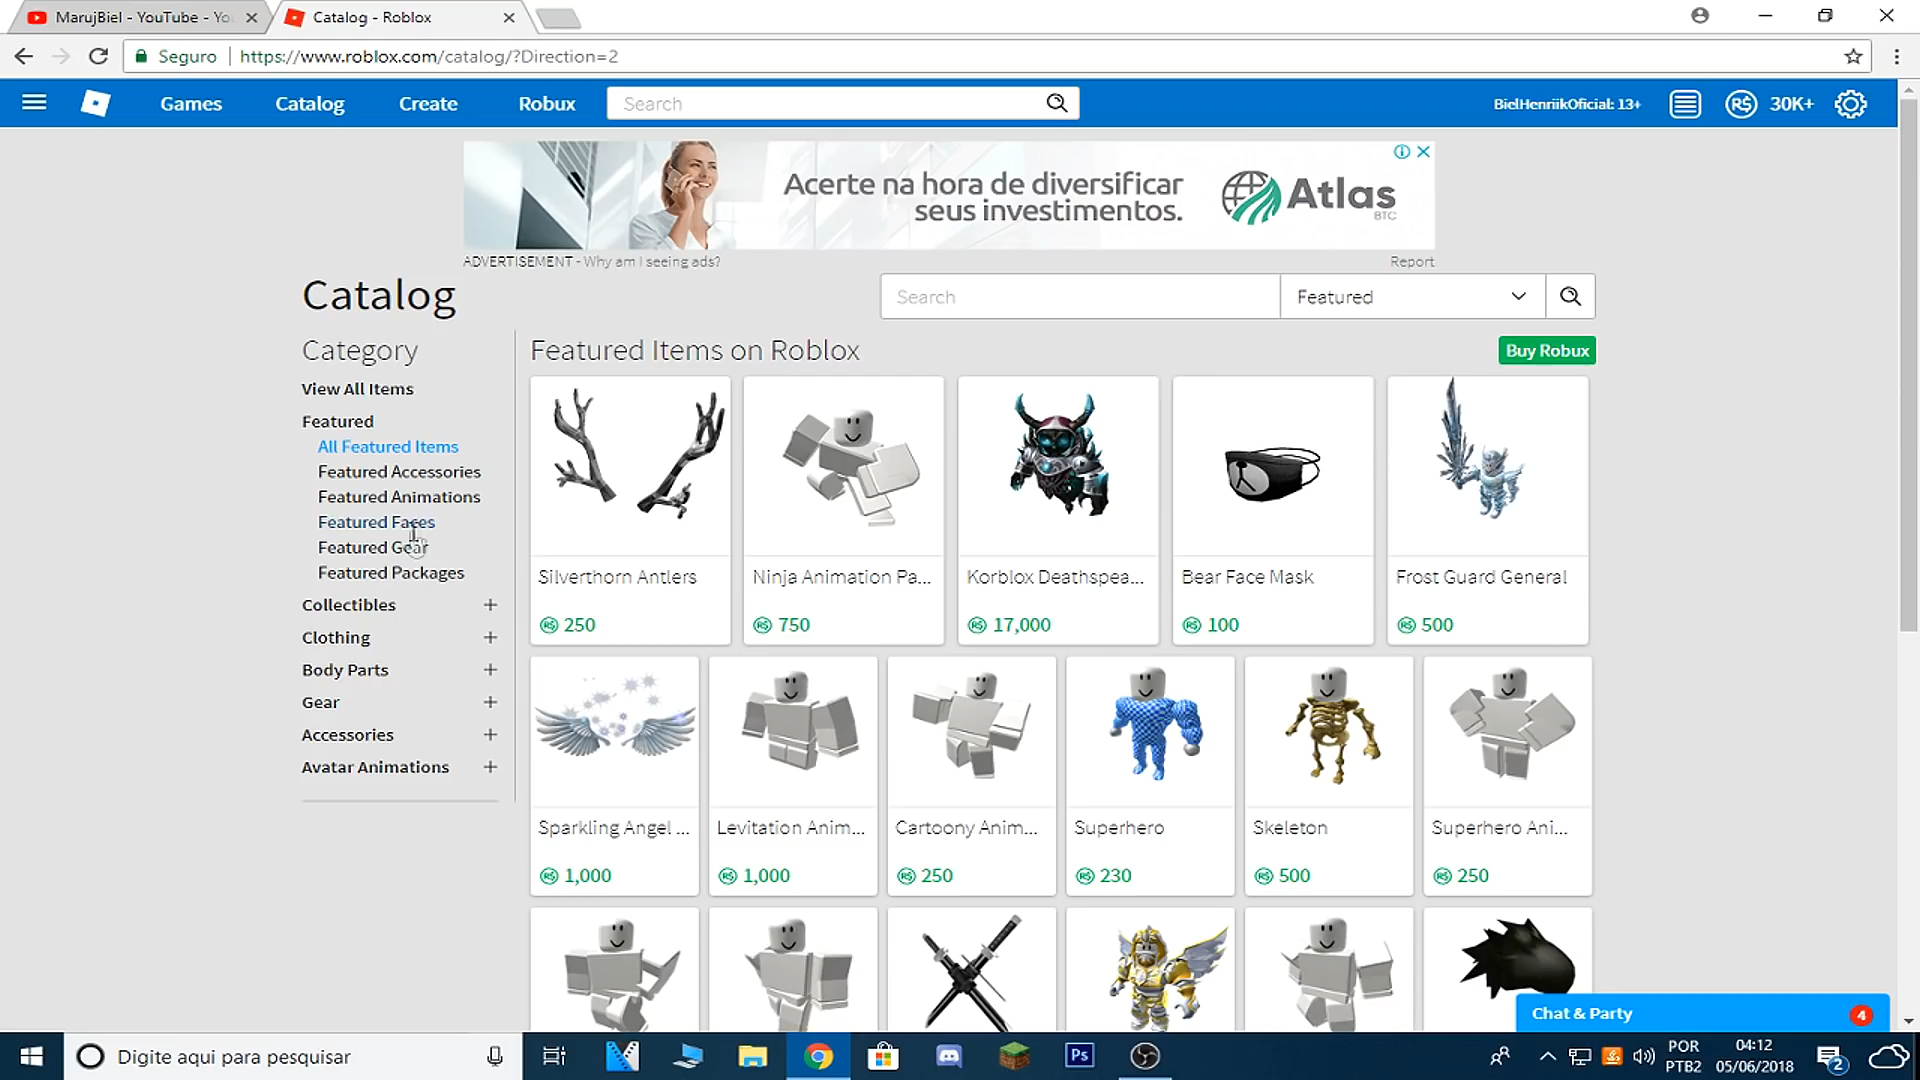 MarujBiel - YouTube - Yo
Catalog - Roblox
Seguro
https://www.roblox.com/catalog/?Direction=2
Games
Catalog
Create
Robux
Search
BielHenriikOficial: 13+
R$
30K+
Acerte na hora de diversificar
seus investimentos.
Atlas
BTC
ADVERTISEMENT - Why am I seeing ads?
Report
Catalog
Search
Featured
Category
Featured Items on Roblox
Buy Robux
View All Items
Featured
All Featured Items
Featured Accessories
Featured Animations
Featured Faces
Featured Gear
Featured Packages
Collectibles +
Clothing +
Body Parts +
Gear +
Accessories +
Avatar Animations +
Silverthorn Antlers
R$ 250
Ninja Animation Pa...
R$ 750
Korblox Deathspea...
R$ 17,000
Bear Face Mask
R$ 100
Frost Guard General
R$ 500
Sparkling Angel ...
R$ 1,000
Levitation Anim...
R$ 1,000
Cartoony Anim...
R$ 250
Superhero
R$ 230
Skeleton
R$ 500
Superhero Ani...
R$ 250
Chat & Party
4
Digite aqui para pesquisar
Ps
POR
PTB2
04:12
05/06/2018
2